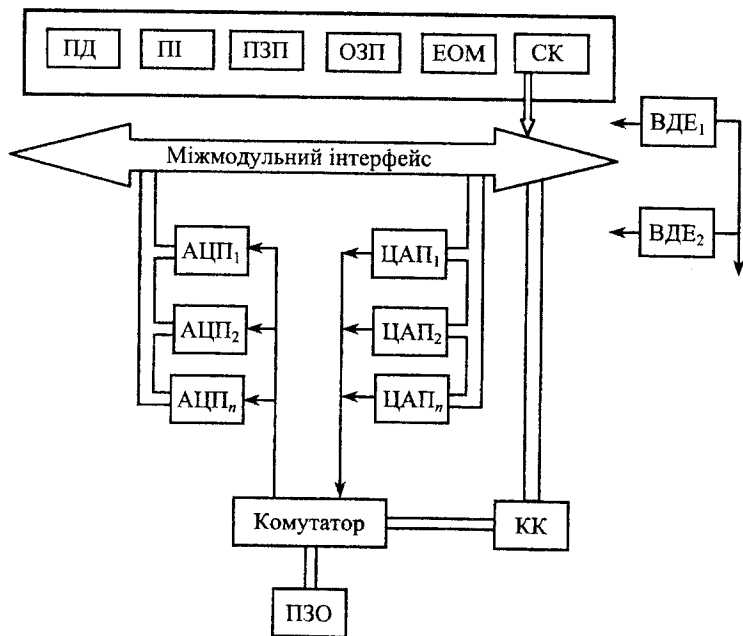 ПД ПІ ПЗП ОЗП ЕОМ СК
ВДЕ₁
Міжмодульний інтерфейс
ВДЕ₂
АЦП₁ ЦАП₁
АЦП₂ ЦАП₂
АЦПₙ ЦАПₙ
Комутатор КК
ПЗО